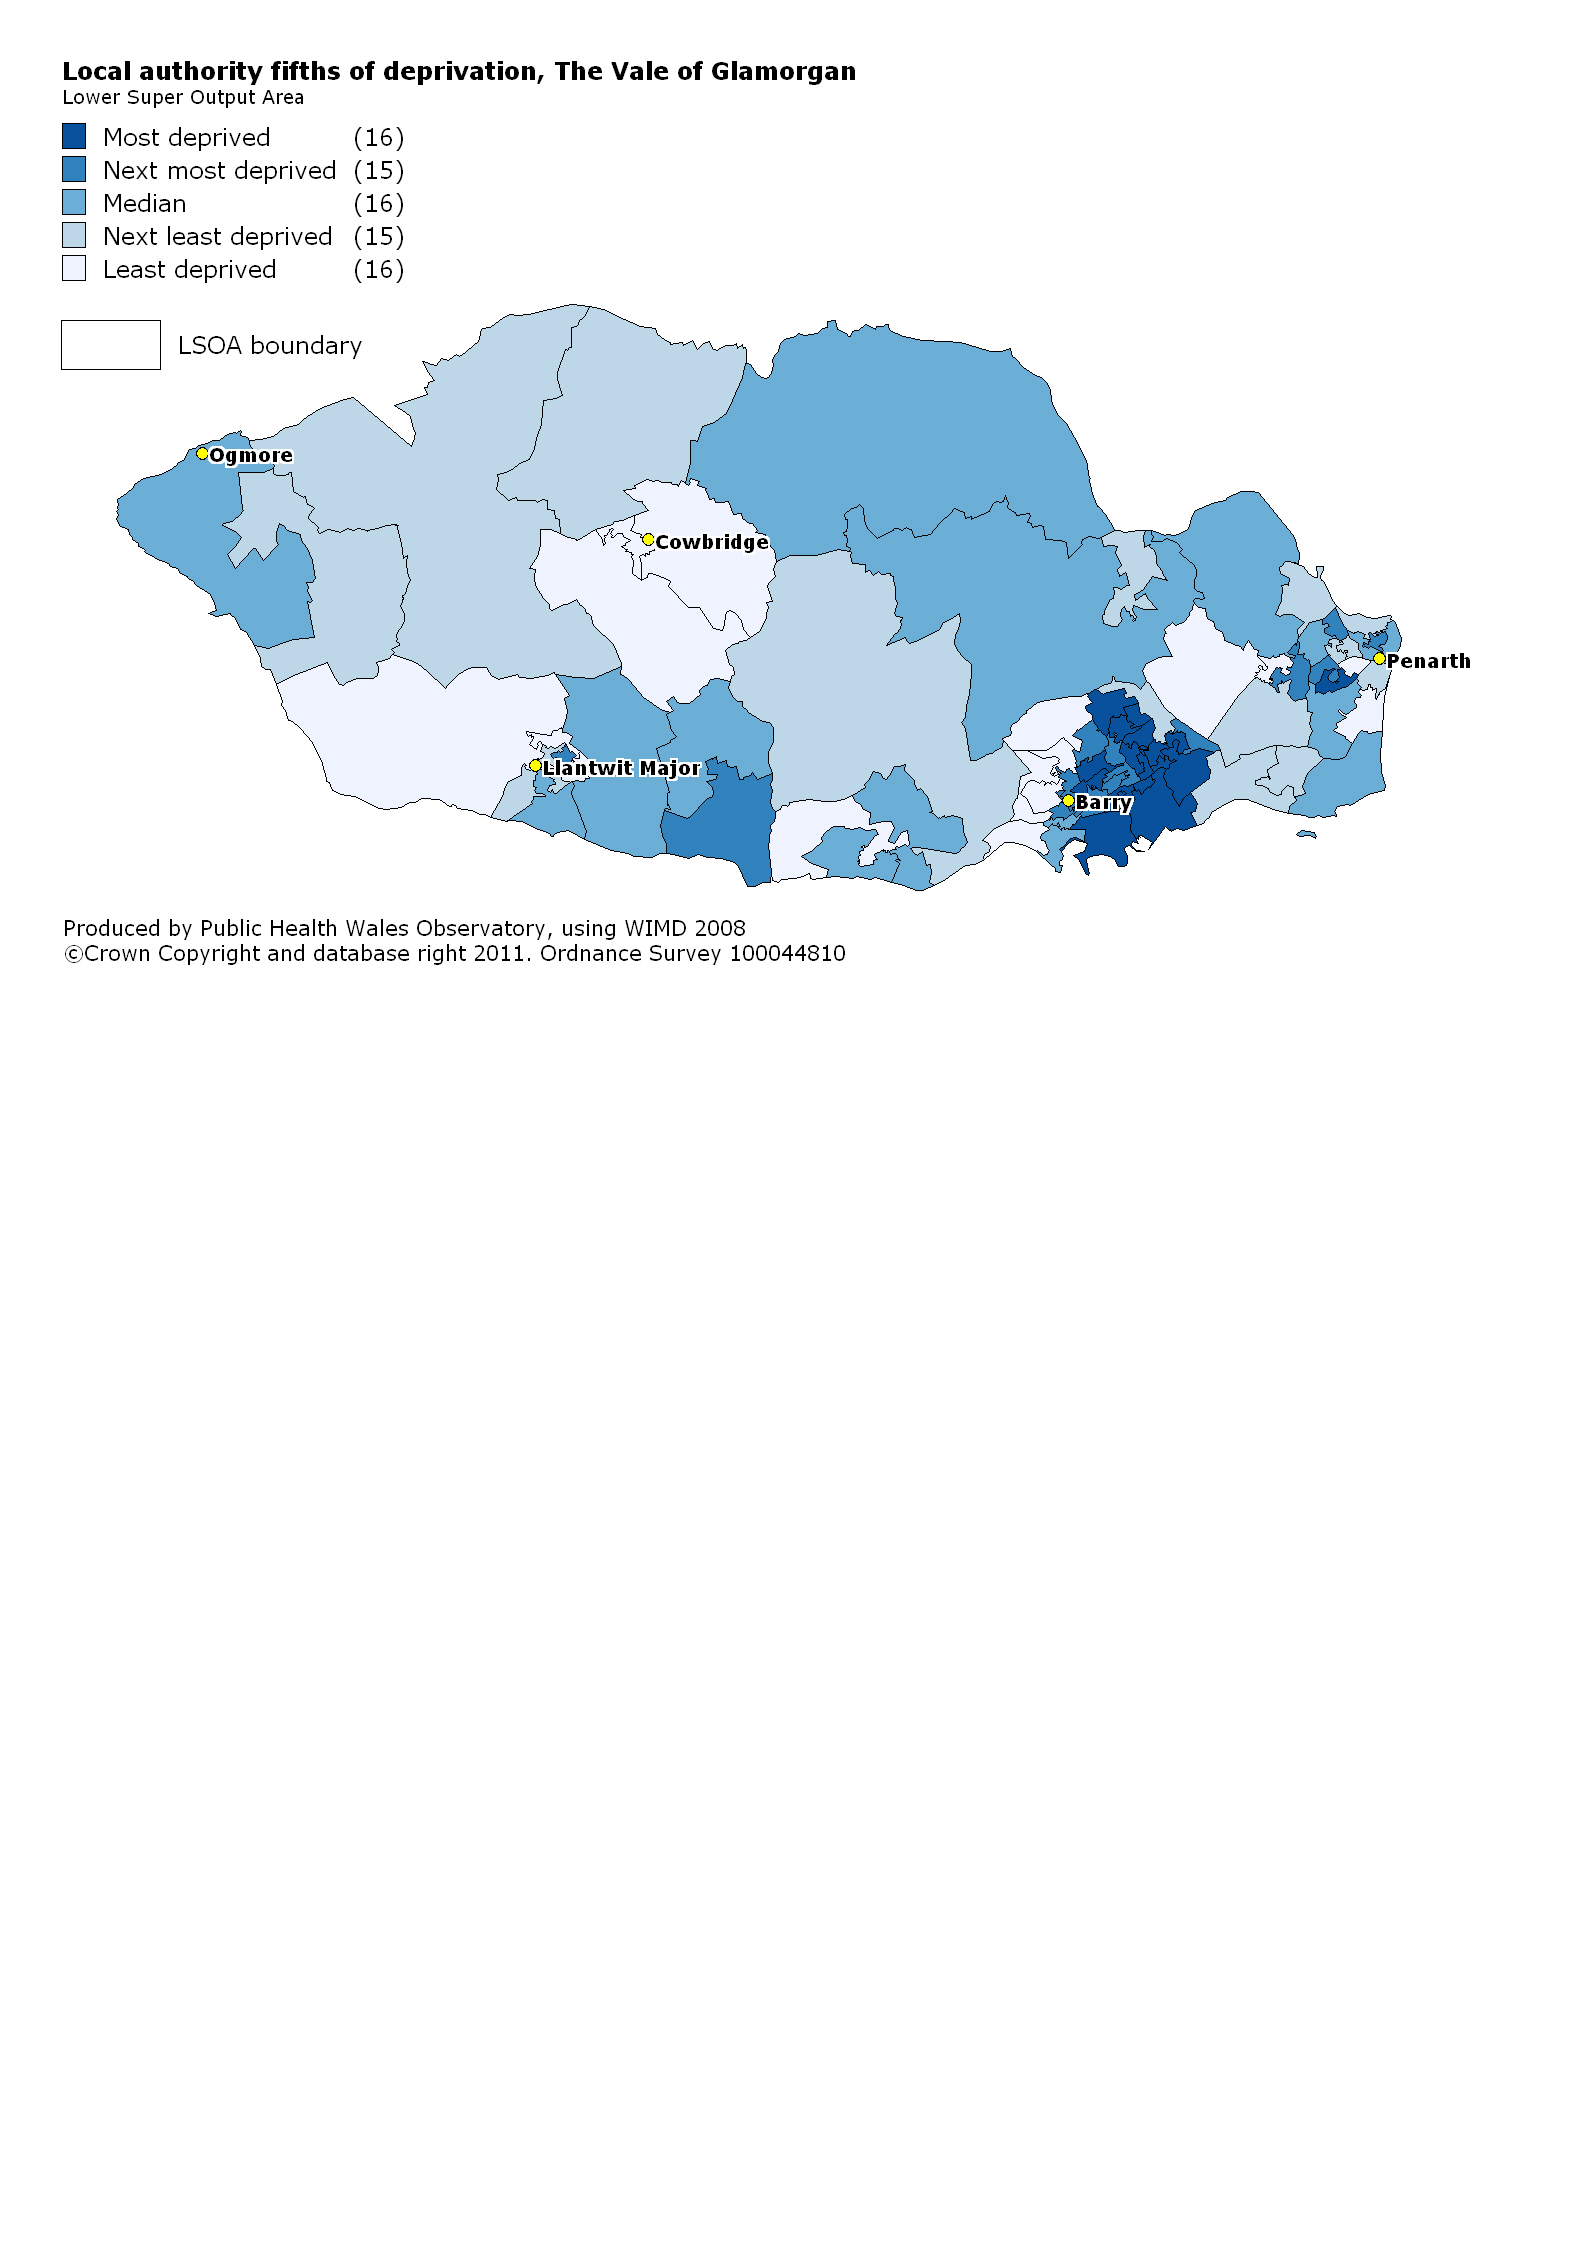 Local authority fifths of deprivation, The Vale of Glamorgan
Lower Super Output Area
Most deprived (16)
Next most deprived (15)
Median (16)
Next least deprived (15)
Least deprived (16)
LSOA boundary
Ogmore
Cowbridge
Penarth
Llantwit Major
Barry
Produced by Public Health Wales Observatory, using WIMD 2008
©Crown Copyright and database right 2011. Ordnance Survey 100044810